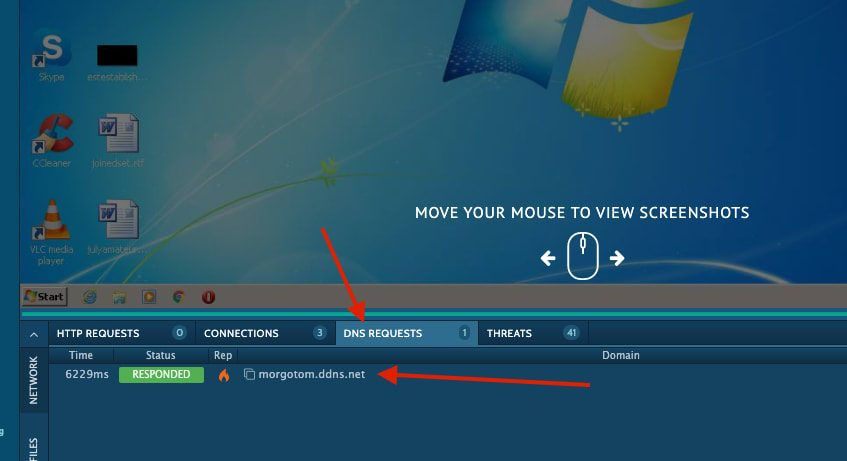 Skype
estestablish...
CCleaner
joinedset.rtf
VLC media
player
julyamateur...
MOVE YOUR MOUSE TO VIEW SCREENSHOTS
Start
HTTP REQUESTS 0 CONNECTIONS 3 DNS REQUESTS 1 THREATS 41
Time Status Rep Domain
6229ms RESPONDED morgotom.ddns.net
NETWORK
FILES